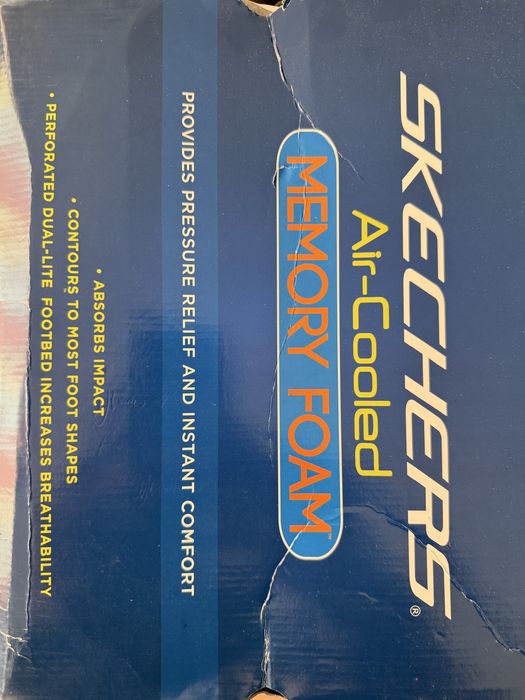 SKECHERS®
Air-Cooled
MEMORY FOAM™
PROVIDES PRESSURE RELIEF AND INSTANT COMFORT
• ABSORBS IMPACT
• CONTOURS TO MOST FOOT SHAPES
• PERFORATED DUAL-LITE FOOTBED INCREASES BREATHABILITY